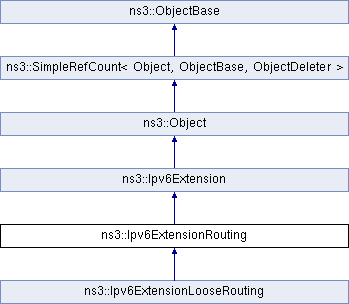 ns3::ObjectBase
ns3::SimpleRefCount< Object, ObjectBase, ObjectDeleter >
ns3::Object
ns3::Ipv6Extension
ns3::Ipv6ExtensionRouting
ns3::Ipv6ExtensionLooseRouting